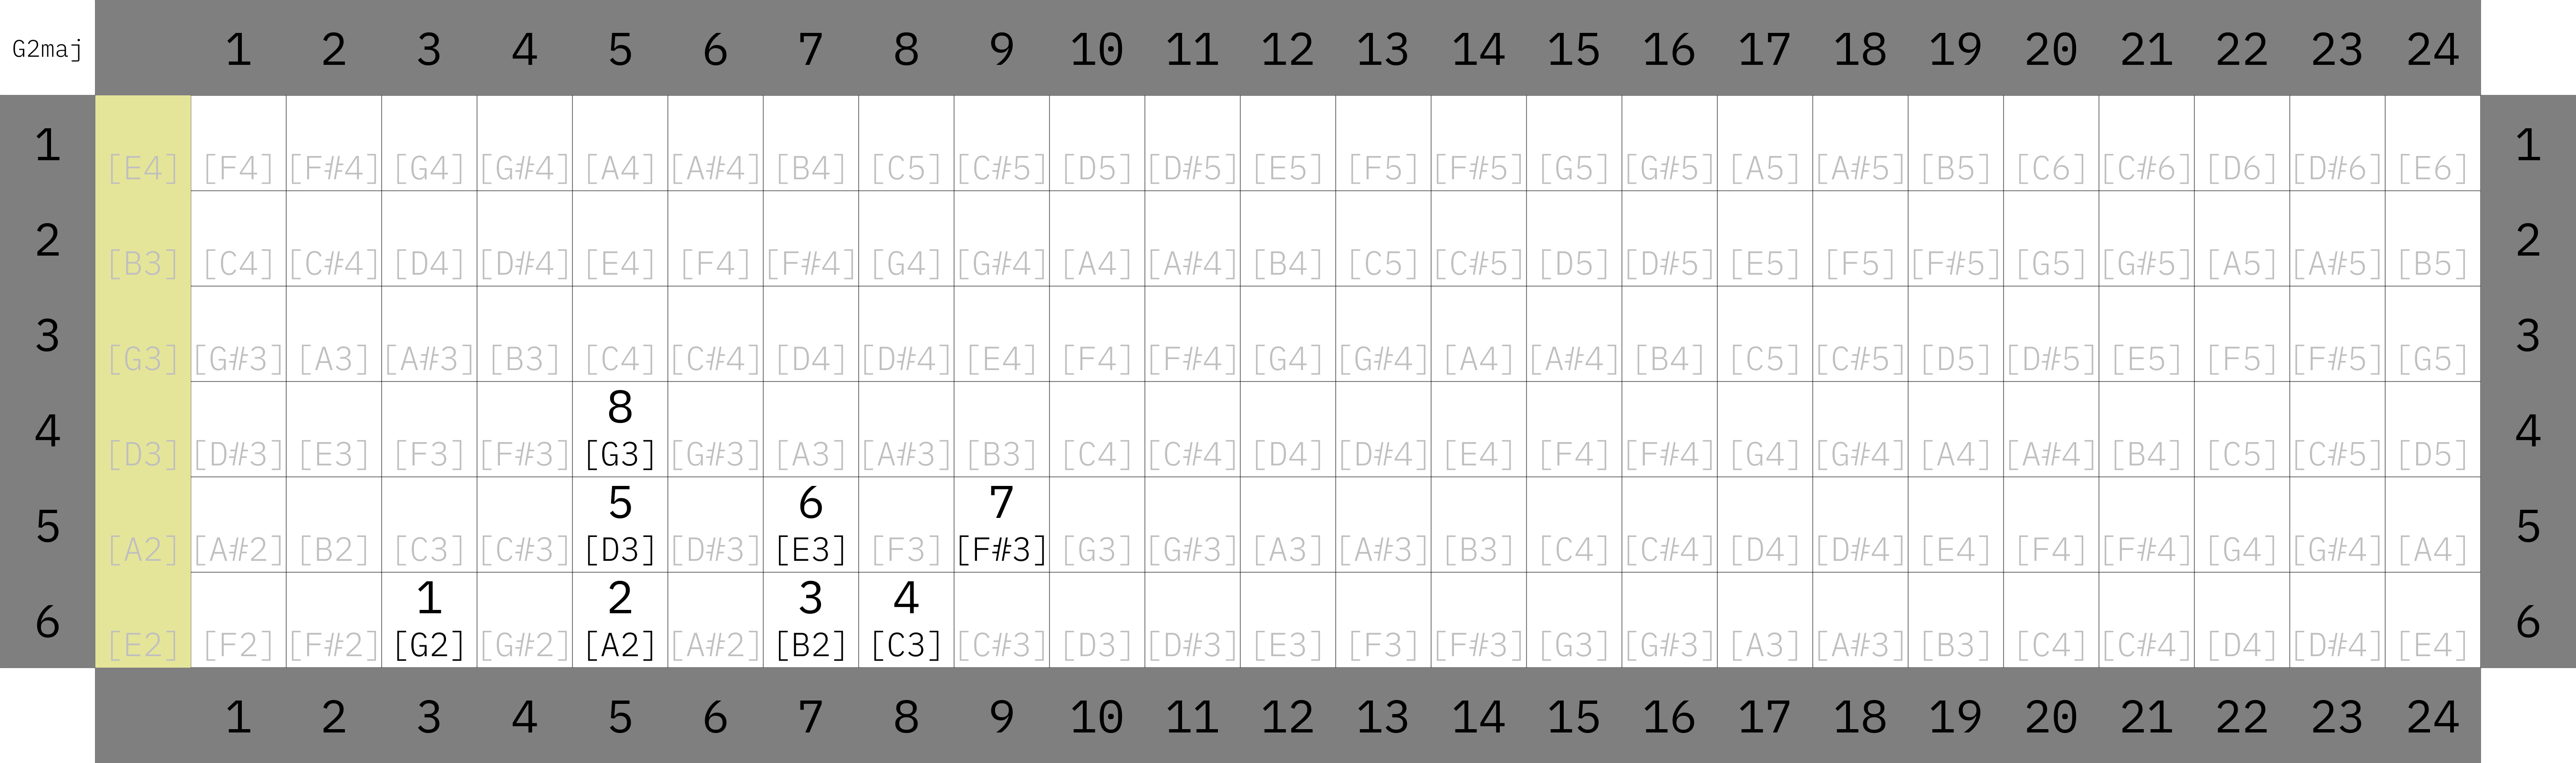 G2maj 1 2 3 4 5 6 7 8 9 10 11 12 13 14 15 16 17 18 19 20 21 22 23 24
1 [E4] [F4] [F#4] [G4] [G#4] [A4] [A#4] [B4] [C5] [C#5] [D5] [D#5] [E5] [F5] [F#5] [G5] [G#5] [A5] [A#5] [B5] [C6] [C#6] [D6] [D#6] [E6] 1
2 [B3] [C4] [C#4] [D4] [D#4] [E4] [F4] [F#4] [G4] [G#4] [A4] [A#4] [B4] [C5] [C#5] [D5] [D#5] [E5] [F5] [F#5] [G5] [G#5] [A5] [A#5] [B5] 2
3 [G3] [G#3] [A3] [A#3] [B3] [C4] [C#4] [D4] [D#4] [E4] [F4] [F#4] [G4] [G#4] [A4] [A#4] [B4] [C5] [C#5] [D5] [D#5] [E5] [F5] [F#5] [G5] 3
8
4 [D3] [D#3] [E3] [F3] [F#3] [G3] [G#3] [A3] [A#3] [B3] [C4] [C#4] [D4] [D#4] [E4] [F4] [F#4] [G4] [G#4] [A4] [A#4] [B4] [C5] [C#5] [D5] 4
5 6 7
5 [A2] [A#2] [B2] [C3] [C#3] [D3] [D#3] [E3] [F3] [F#3] [G3] [G#3] [A3] [A#3] [B3] [C4] [C#4] [D4] [D#4] [E4] [F4] [F#4] [G4] [G#4] [A4] 5
1 2 3 4
6 [E2] [F2] [F#2] [G2] [G#2] [A2] [A#2] [B2] [C3] [C#3] [D3] [D#3] [E3] [F3] [F#3] [G3] [G#3] [A3] [A#3] [B3] [C4] [C#4] [D4] [D#4] [E4] 6
1 2 3 4 5 6 7 8 9 10 11 12 13 14 15 16 17 18 19 20 21 22 23 24